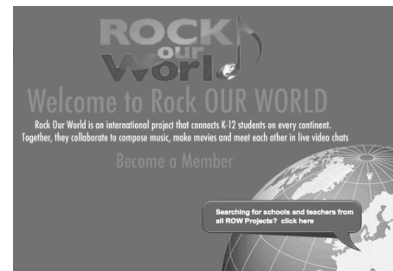 ROCK
our
World
Welcome to Rock OUR WORLD
Rock Our World is an international project that connects K-12 students on every continent.
Together, they collaborate to compose music, make movies and meet each other in live video chats
Become a Member
Searching for schools and teachers from
all ROW Projects? click here